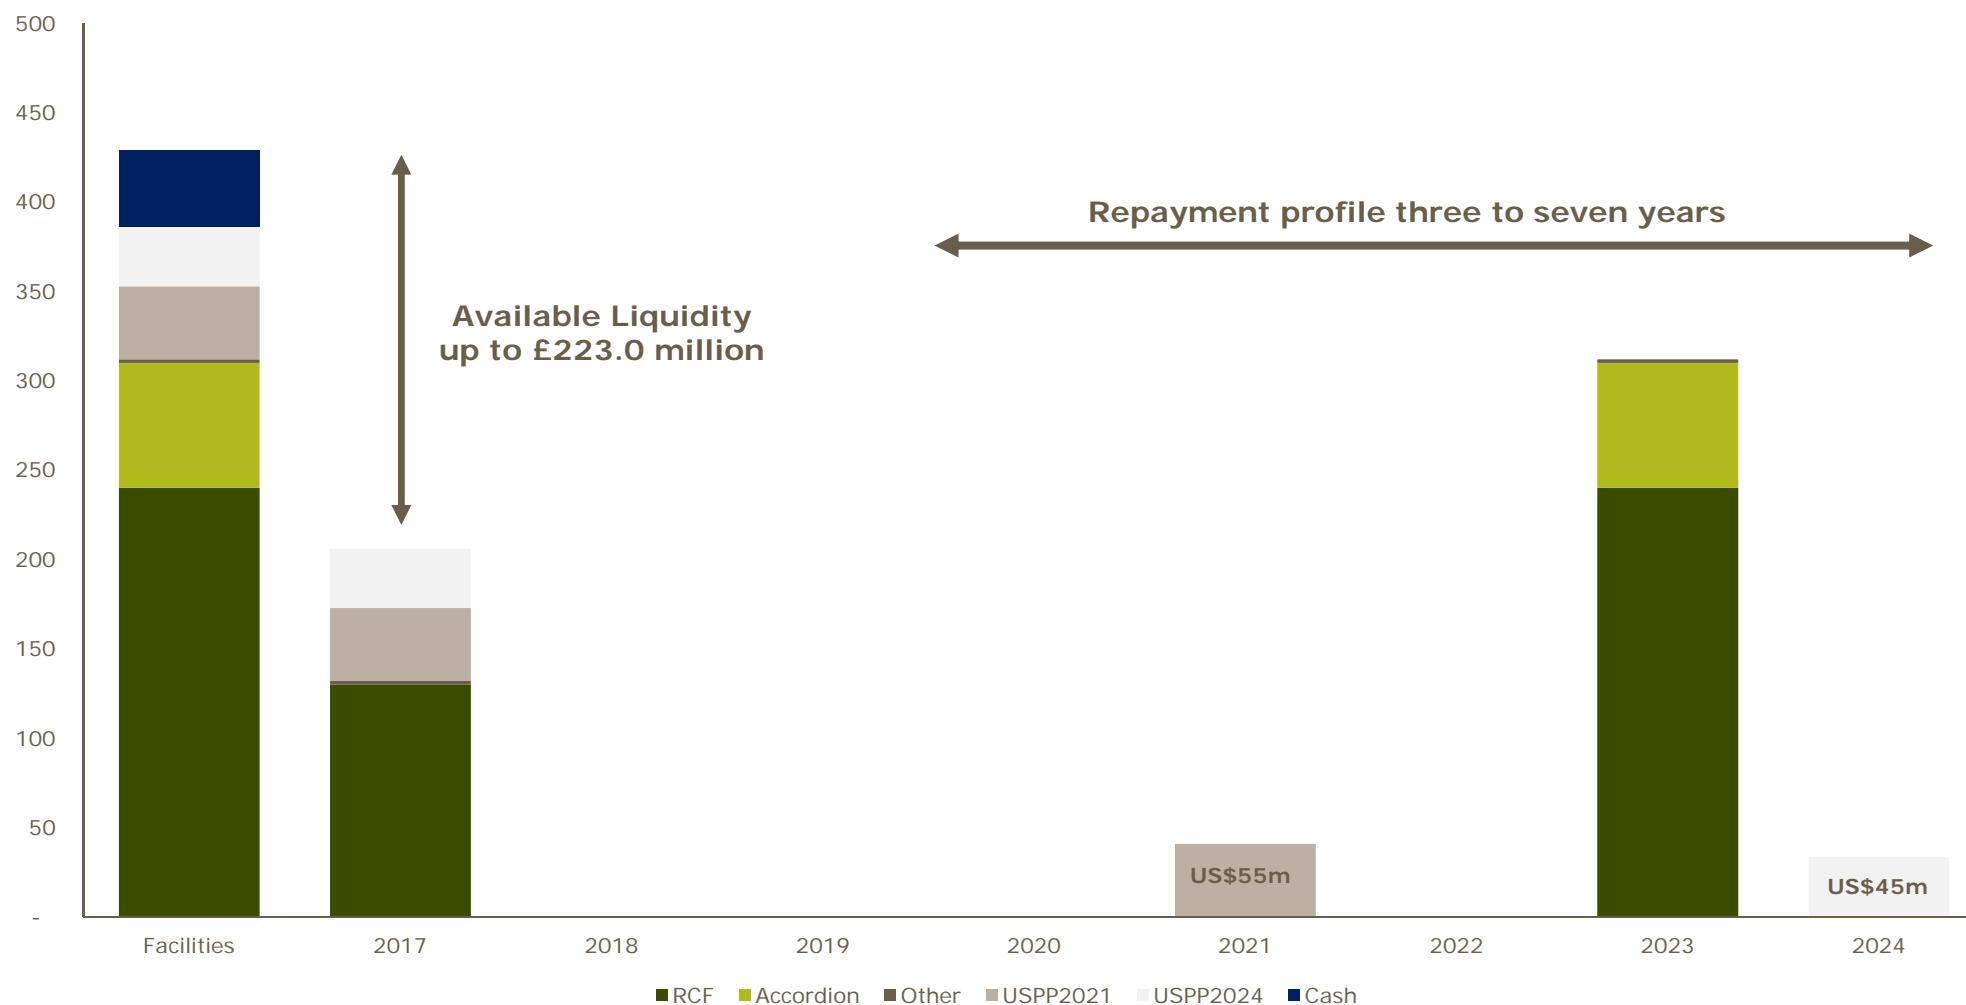 500
450
400
350
300
250
200
150
100
50
-
Repayment profile three to seven years
Available Liquidity
up to £223.0 million
US$55m
US$45m
Facilities 2017 2018 2019 2020 2021 2022 2023 2024
RCF Accordion Other USPP2021 USPP2024 Cash